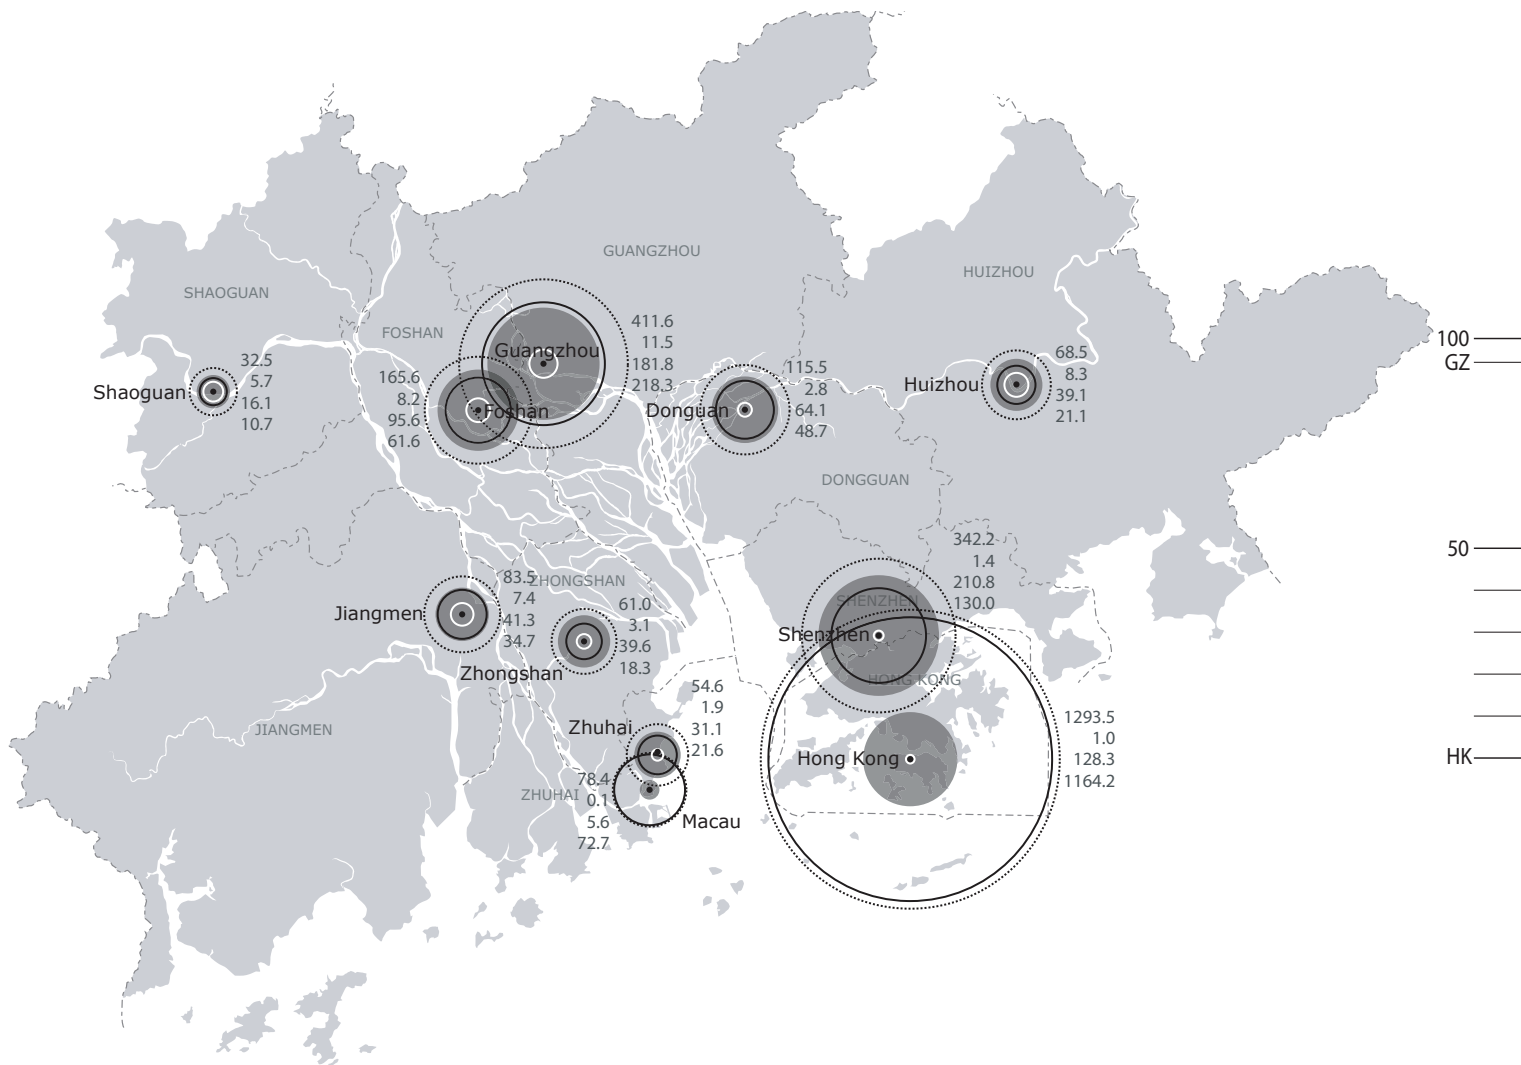 GUANGZHOU
HUIZHOU
SHAOGUAN
FOSHAN
Guangzhou
411.6
11.5
181.8
218.3
100
GZ
Shaoguan
32.5
5.7
16.1
10.7
165.6
8.2
95.6
61.6
Foshan
Donguan
115.5
2.8
64.1
48.7
Huizhou
68.5
8.3
39.1
21.1
DONGGUAN
50
342.2
1.4
210.8
130.0
SHENZHEN
Shenzhen
Jiangmen
83.5
7.4
41.3
34.7
ZHONGSHAN
61.0
3.1
39.6
18.3
Zhongshan
HONG KONG
54.6
1.9
31.1
21.6
Zhuhai
JIANGMEN
1293.5
1.0
128.3
1164.2
Hong Kong
HK
ZHUHAI
78.4
0.1
5.6
72.7
Macau